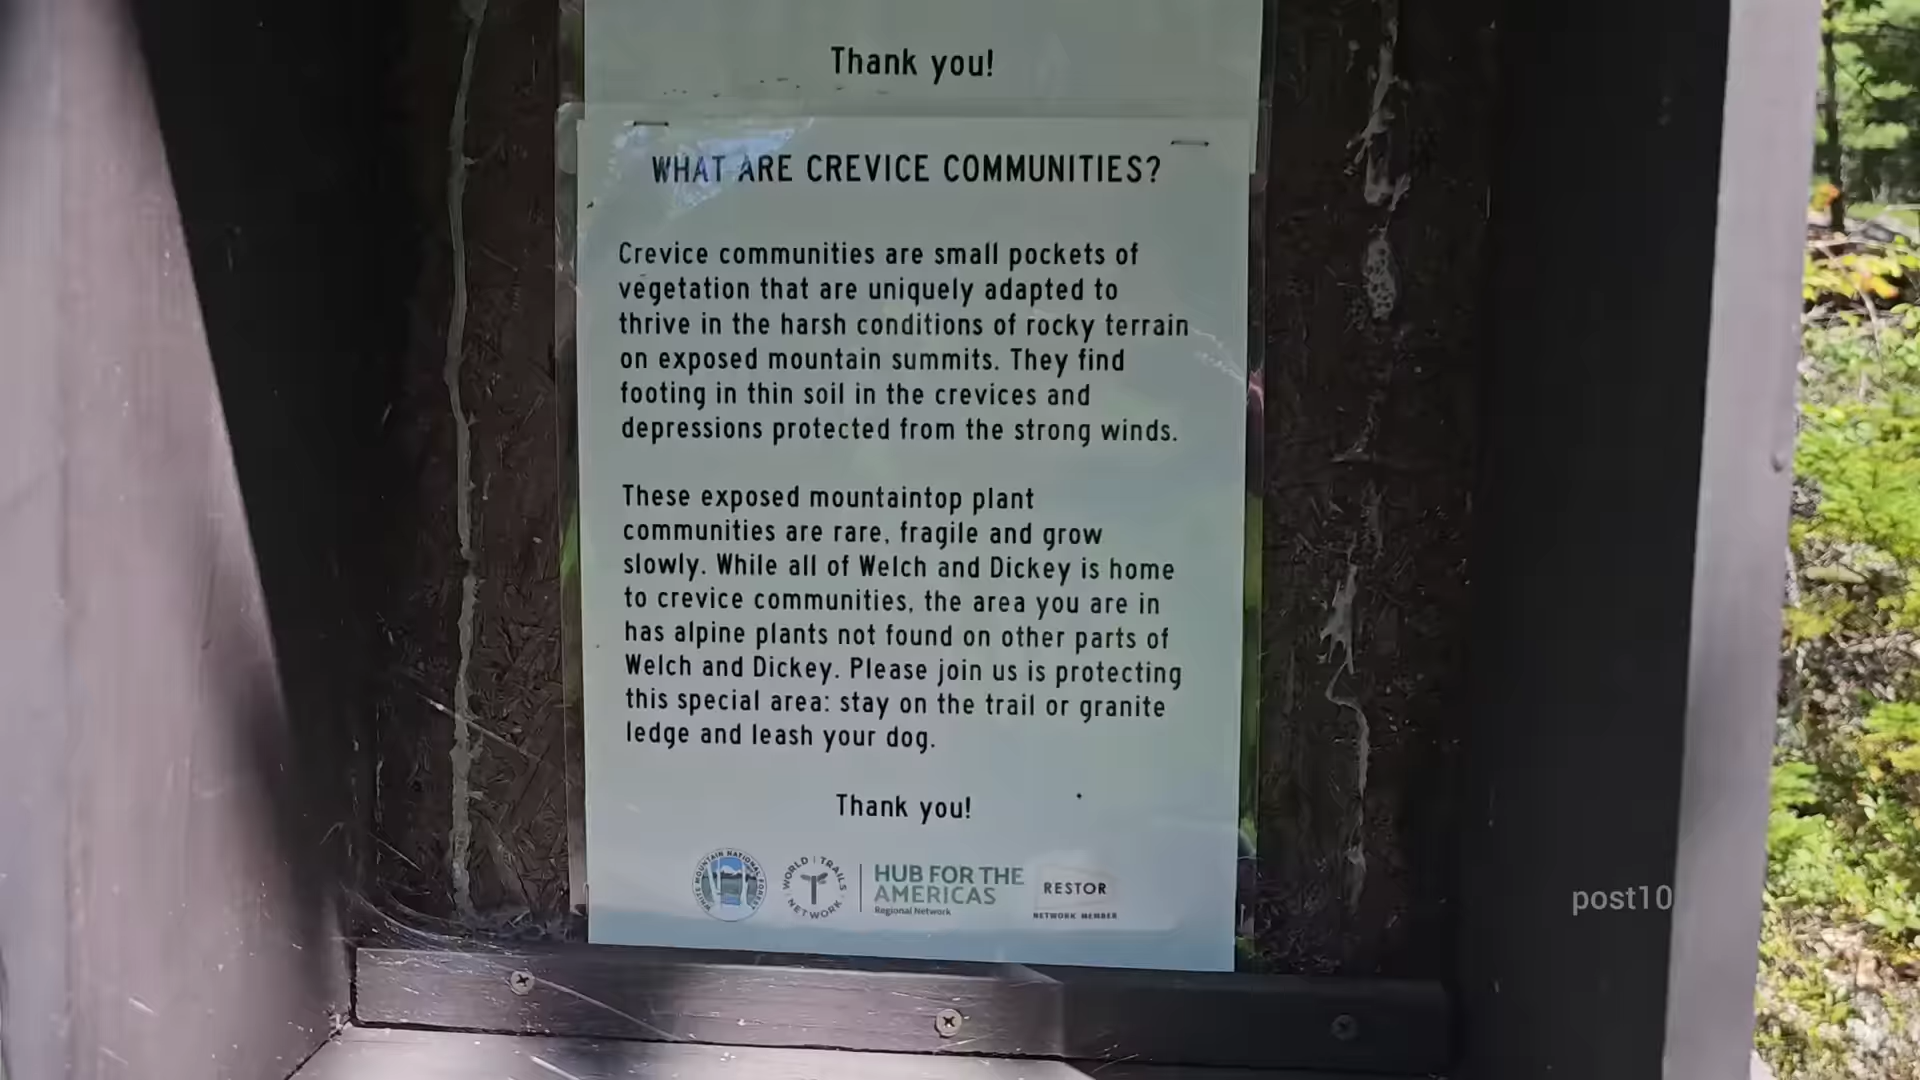 Thank you!
WHAT ARE CREVICE COMMUNITIES?
Crevice communities are small pockets of
vegetation that are uniquely adapted to
thrive in the harsh conditions of rocky terrain
on exposed mountain summits. They find
footing in thin soil in the crevices and
depressions protected from the strong winds.
These exposed mountaintop plant
communities are rare, fragile and grow
slowly. While all of Welch and Dickey is home
to crevice communities, the area you are in
has alpine plants not found on other parts of
Welch and Dickey. Please join us is protecting
this special area: stay on the trail or granite
ledge and leash your dog.
Thank you!
WHITE MOUNTAIN NATIONAL FOREST
WORLD TRAILS NETWORK
HUB FOR THE
AMERICAS
Regional Network
RESTOR
NETWORK MEMBER
post10